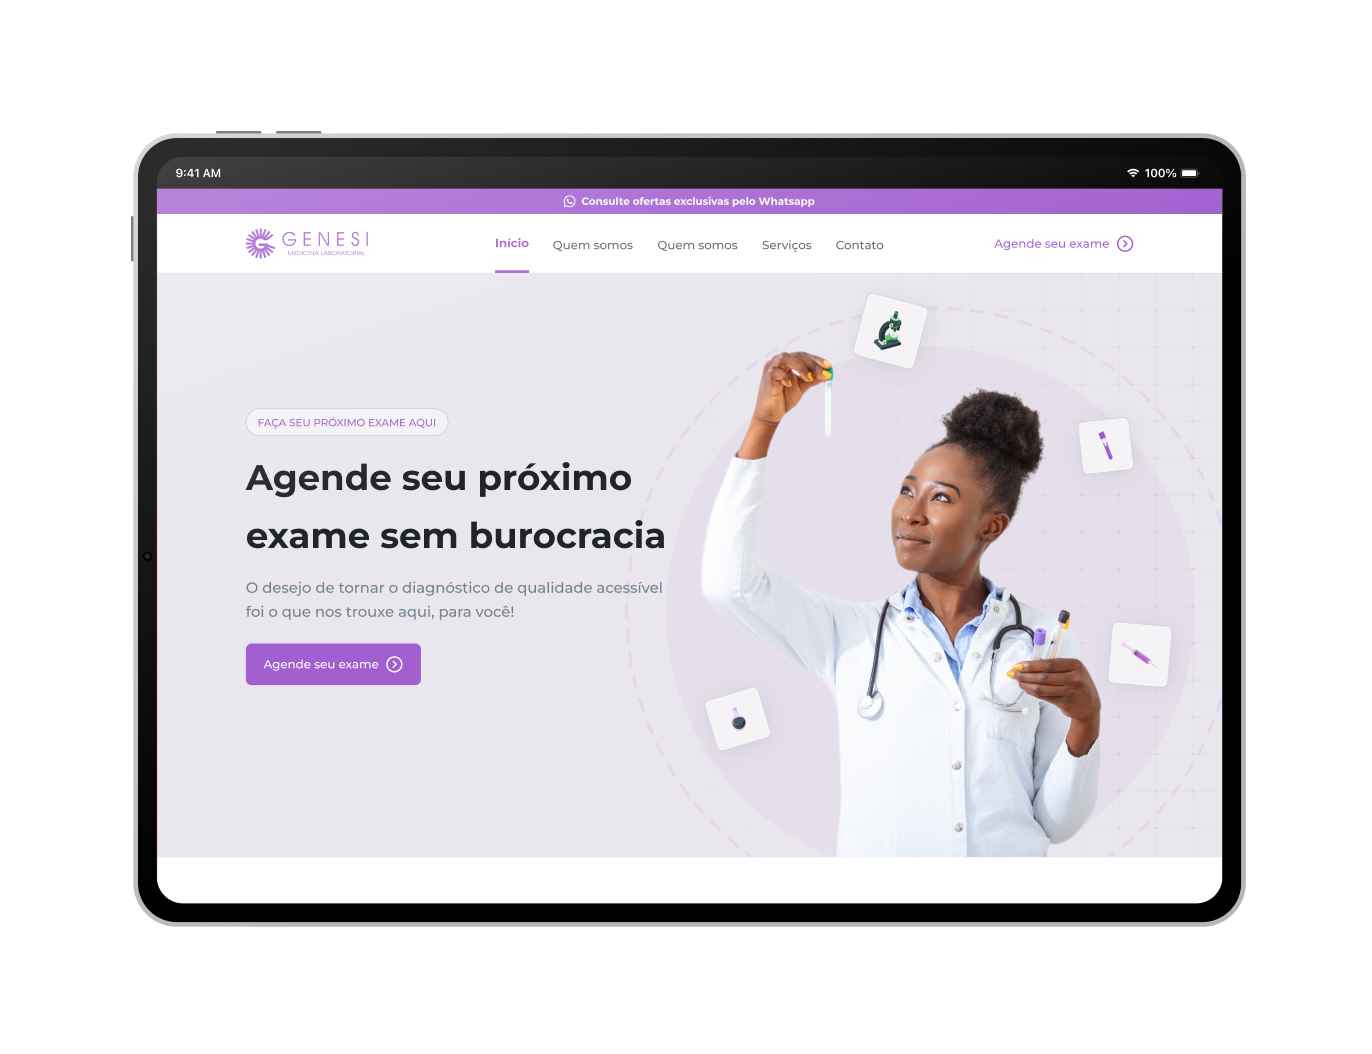 9:41 AM
100%
Consulte ofertas exclusivas pelo Whatsapp
GENESI
MEDICINA LABORATORIAL
Início
Quem somos
Quem somos
Serviços
Contato
Agende seu exame
FAÇA SEU PRÓXIMO EXAME AQUI
Agende seu próximo
exame sem burocracia
O desejo de tornar o diagnóstico de qualidade acessível
foi o que nos trouxe aqui, para você!
Agende seu exame